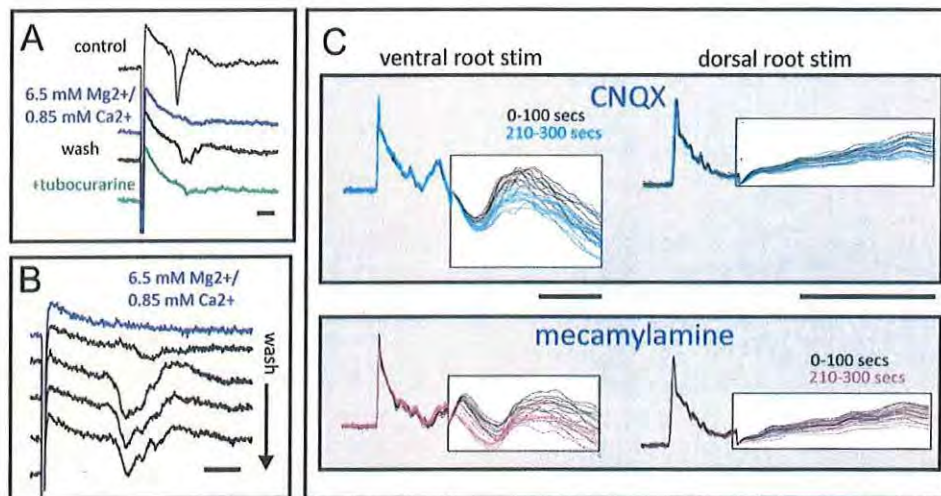 A
control
6.5 mM Mg2+/
0.85 mM Ca2+
wash
+tubocurarine
B
6.5 mM Mg2+/
0.85 mM Ca2+
wash
C
ventral root stim
dorsal root stim
CNQX
0-100 secs
210-300 secs
mecamylamine
0-100 secs
210-300 secs